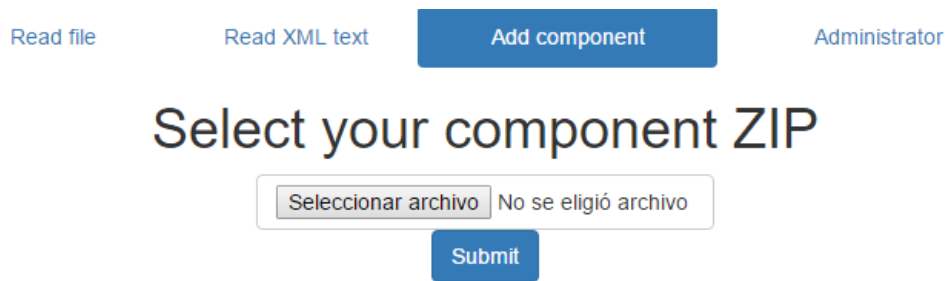 Read file Read XML text Add component Administrator
Select your component ZIP
Seleccionar archivo No se eligió archivo
Submit